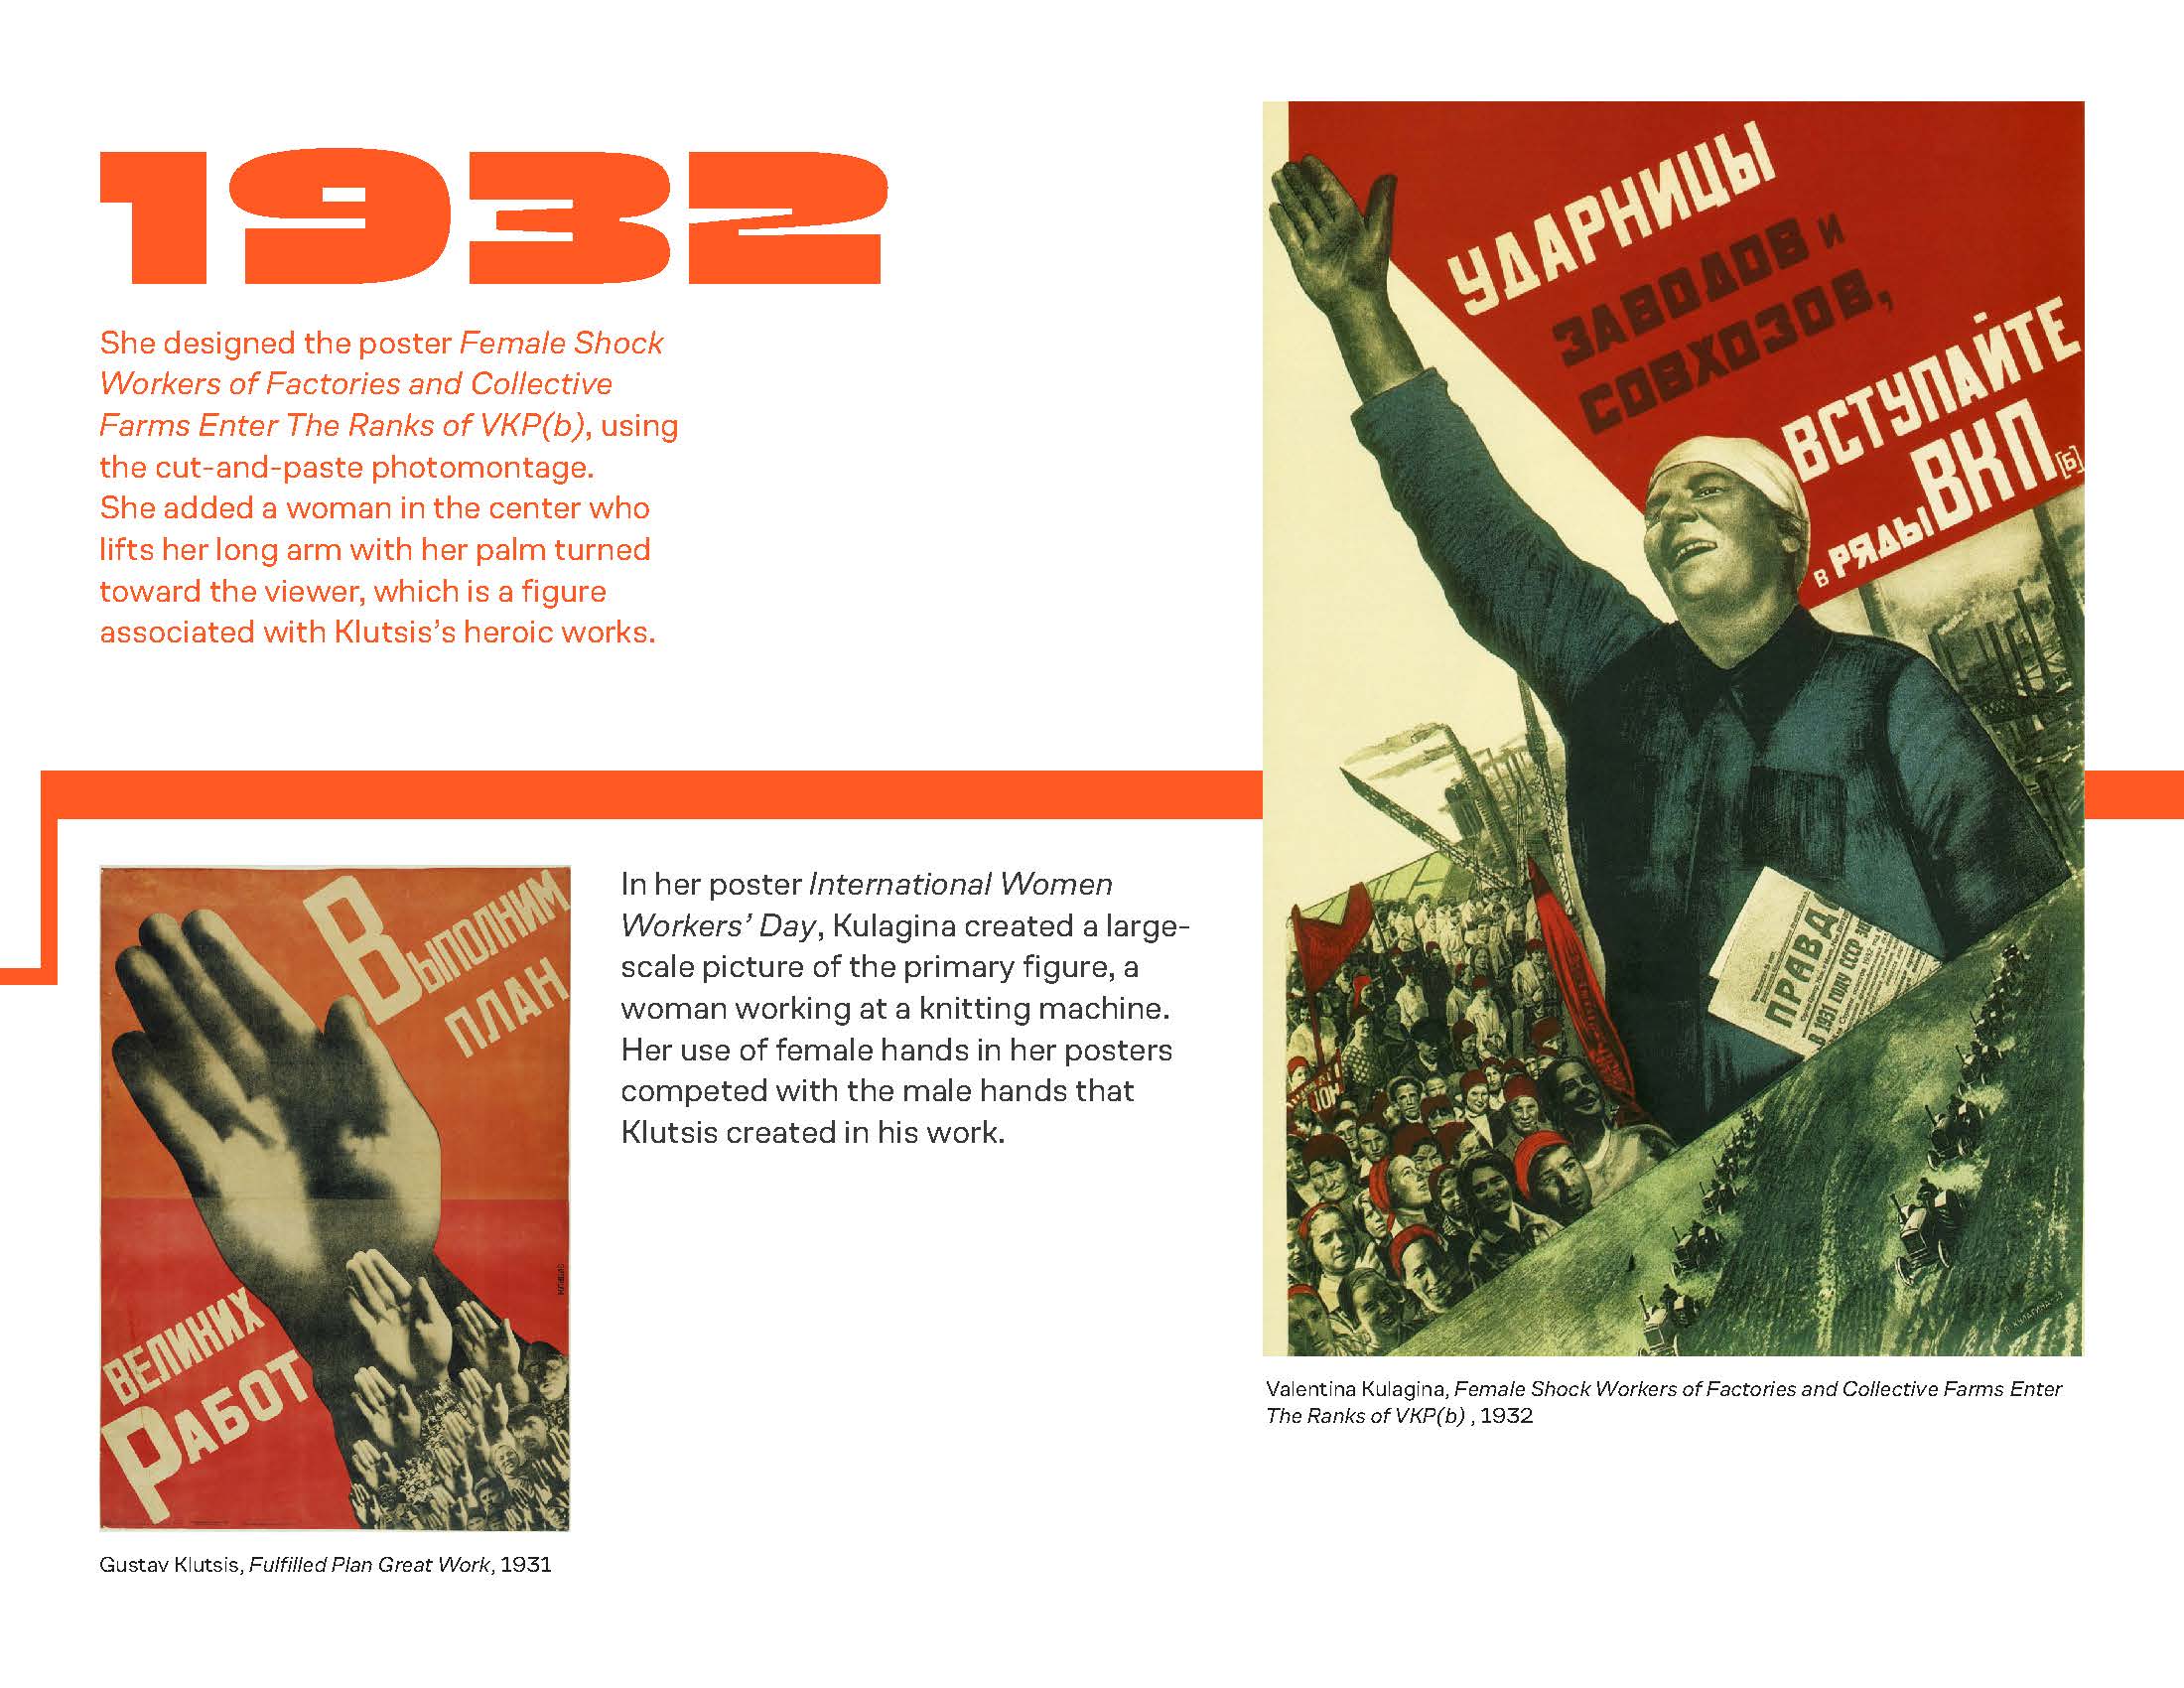 1932
She designed the poster Female Shock
Workers of Factories and Collective
Farms Enter The Ranks of VKP(b), using
the cut-and-paste photomontage.
She added a woman in the center who
lifts her long arm with her palm turned
toward the viewer, which is a figure
associated with Klutsis's heroic works.
ВЫПОЛНИМ
ПЛАН
ВЕЛИКИХ
РАБОТ
Gustav Klutsis, Fulfilled Plan Great Work, 1931
In her poster International Women
Workers' Day, Kulagina created a large-
scale picture of the primary figure, a
woman working at a knitting machine.
Her use of female hands in her posters
competed with the male hands that
Klutsis created in his work.
УДАРНИЦЫ
ЗАВОДОВ И
СОВХОЗОВ,
ВСТУПАЙТЕ
В РЯДЫ ВКП[б]
ПРАВД
В 1931 ГОДУ СССР
Valentina Kulagina, Female Shock Workers of Factories and Collective Farms Enter
The Ranks of VKP(b) , 1932